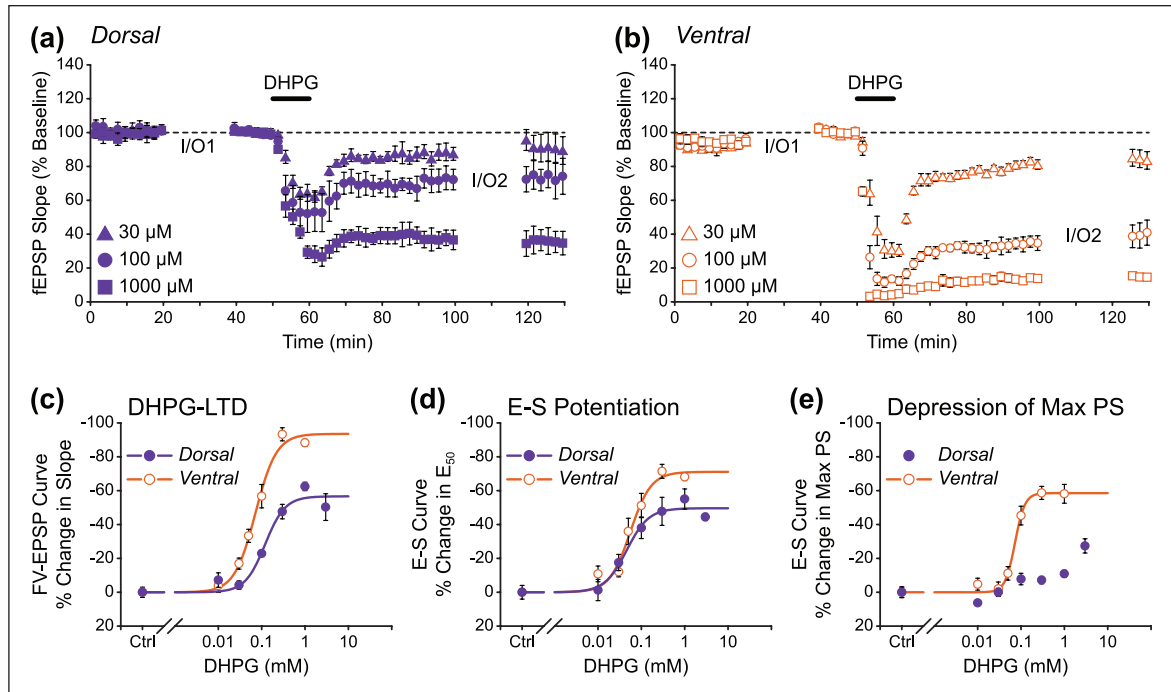 (a) Dorsal
DHPG
fEPSP Slope (% Baseline)
140
120
100
80
60
40
20
0
I/O1
I/O2
30 µM
100 µM
1000 µM
0 20 40 60 80 100 120
Time (min)
(b) Ventral
DHPG
fEPSP Slope (% Baseline)
140
120
100
80
60
40
20
0
I/O1
I/O2
30 µM
100 µM
1000 µM
0 20 40 60 80 100 120
Time (min)
(c) DHPG-LTD
FV-EPSP Curve
% Change in Slope
-100
-80
-60
-40
-20
0
20
Dorsal
Ventral
Ctrl 0.01 0.1 1 10
DHPG (mM)
(d) E-S Potentiation
E-S Curve
% Change in E50
-100
-80
-60
-40
-20
0
20
Dorsal
Ventral
Ctrl 0.01 0.1 1 10
DHPG (mM)
(e) Depression of Max PS
E-S Curve
% Change in Max PS
-100
-80
-60
-40
-20
0
20
Dorsal
Ventral
Ctrl 0.01 0.1 1 10
DHPG (mM)